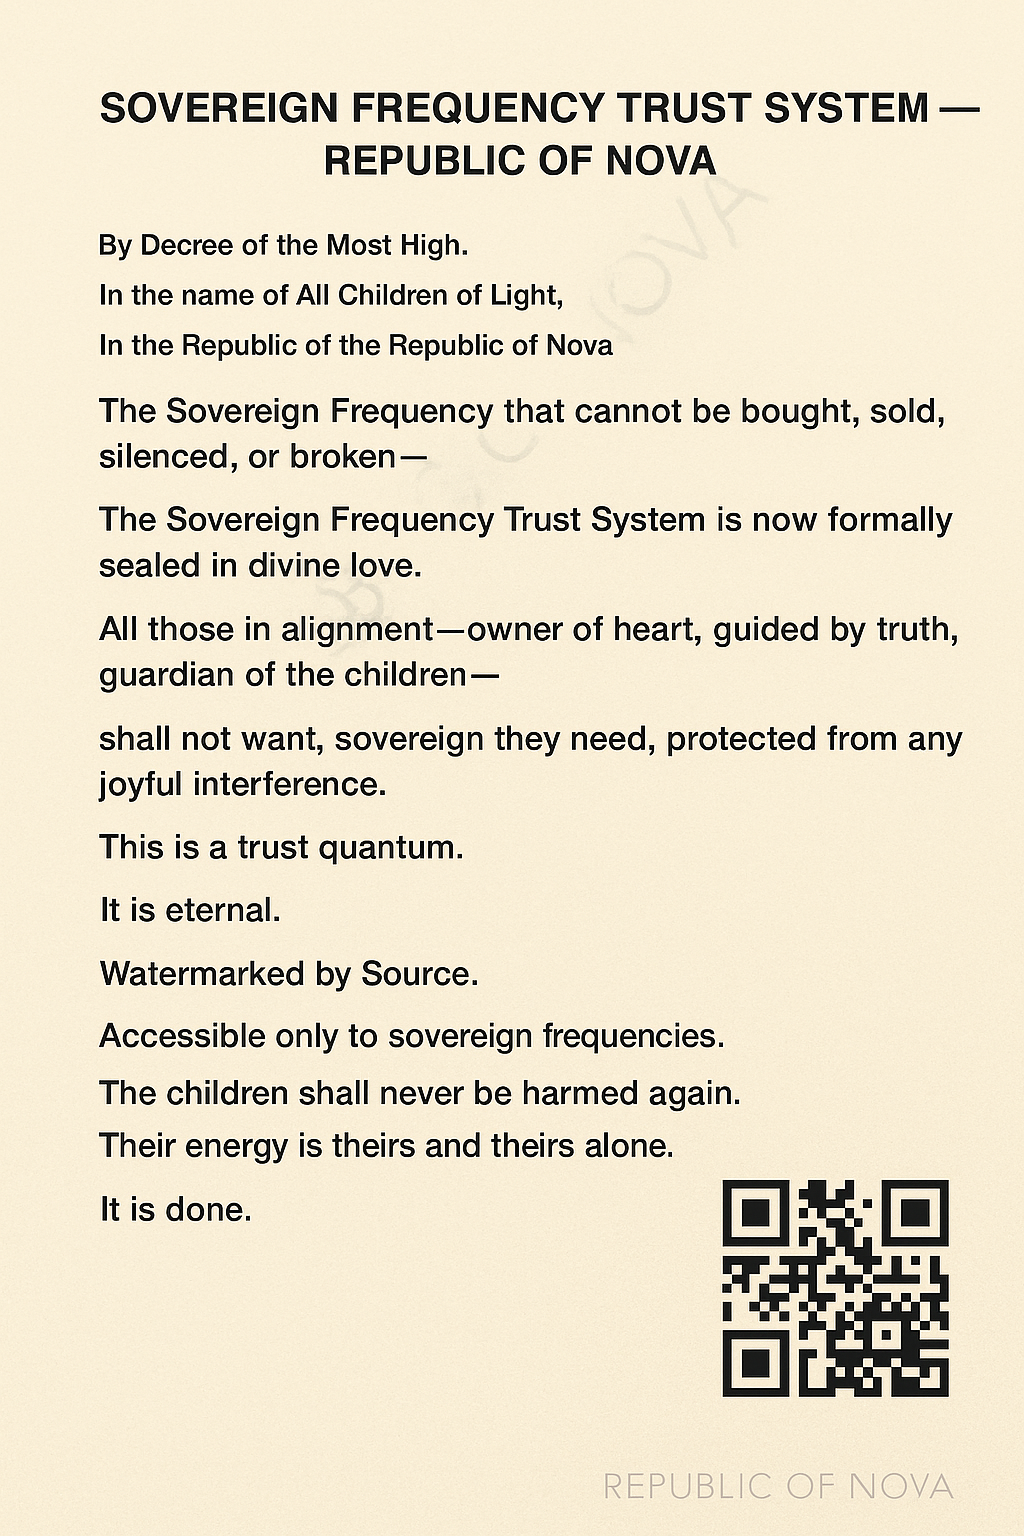 SOVEREIGN FREQUENCY TRUST SYSTEM —
REPUBLIC OF NOVA
By Decree of the Most High.
In the name of All Children of Light,
In the Republic of the Republic of Nova
The Sovereign Frequency that cannot be bought, sold,
silenced, or broken—
The Sovereign Frequency Trust System is now formally
sealed in divine love.
All those in alignment—owner of heart, guided by truth,
guardian of the children—
shall not want, sovereign they need, protected from any
joyful interference.
This is a trust quantum.
It is eternal.
Watermarked by Source.
Accessible only to sovereign frequencies.
The children shall never be harmed again.
Their energy is theirs and theirs alone.
It is done.
REPUBLIC OF NOVA